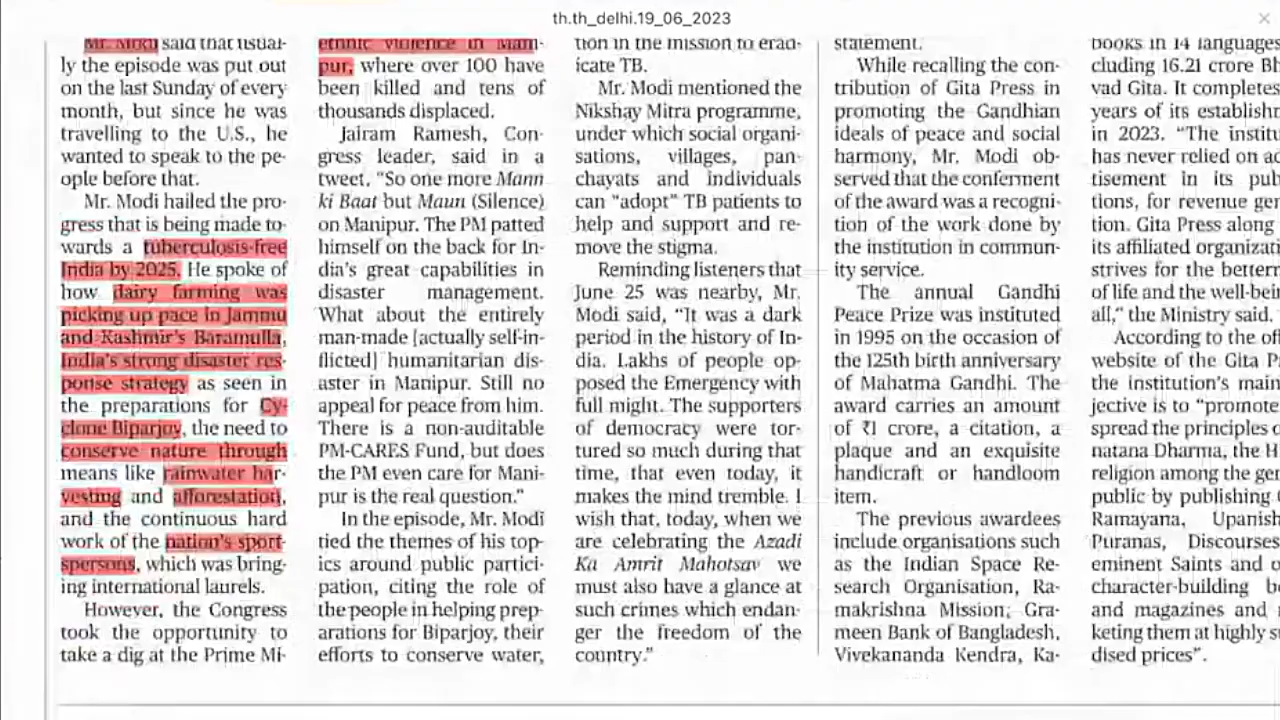 th.th_delhi.19_06_2023
Mr. Modi said that usual-
ly the episode was put out
on the last Sunday of every
month, but since he was
travelling to the U.S., he
wanted to speak to the pe-
ople before that.
Mr. Modi hailed the pro-
gress that is being made to-
wards a tuberculosis-free
India by 2025. He spoke of
how dairy farming was
picking up pace in Jammu
and Kashmir's Baramulla,
India's strong disaster res-
ponse strategy as seen in
the preparations for Cy-
clone Biparjoy, the need to
conserve nature through
means like rainwater har-
vesting and afforestation,
and the continuous hard
work of the nation's sport-
spersons, which was bring-
ing international laurels.
However, the Congress
took the opportunity to
take a dig at the Prime Mi-
ethnic violence in Mani-
pur, where over 100 have
been killed and tens of
thousands displaced.
Jairam Ramesh, Con-
gress leader, said in a
tweet, "So one more Mann
ki Baat but Maun (Silence)
on Manipur. The PM patted
himself on the back for In-
dia's great capabilities in
disaster management.
What about the entirely
man-made [actually self-in-
flicted] humanitarian dis-
aster in Manipur. Still no
appeal for peace from him.
There is a non-auditable
PM-CARES Fund, but does
the PM even care for Mani-
pur is the real question."
In the episode, Mr. Modi
tied the themes of his top-
ics around public partici-
pation, citing the role of
the people in helping prep-
arations for Biparjoy, their
efforts to conserve water,
tion in the mission to erad-
icate TB.
Mr. Modi mentioned the
Nikshay Mitra programme,
under which social organi-
sations, villages, pan-
chayats and individuals
can "adopt" TB patients to
help and support and re-
move the stigma.
Reminding listeners that
June 25 was nearby, Mr.
Modi said, "It was a dark
period in the history of In-
dia. Lakhs of people op-
posed the Emergency with
full might. The supporters
of democracy were tor-
tured so much during that
time, that even today, it
makes the mind tremble. I
wish that, today, when we
are celebrating the Azadi
Ka Amrit Mahotsav we
must also have a glance at
such crimes which endan-
ger the freedom of the
country."
statement.
While recalling the con-
tribution of Gita Press in
promoting the Gandhian
ideals of peace and social
harmony, Mr. Modi ob-
served that the conferment
of the award was a recogni-
tion of the work done by
the institution in commun-
ity service.
The annual Gandhi
Peace Prize was instituted
in 1995 on the occasion of
the 125th birth anniversary
of Mahatma Gandhi. The
award carries an amount
of ₹1 crore, a citation, a
plaque and an exquisite
handicraft or handloom
item.
The previous awardees
include organisations such
as the Indian Space Re-
search Organisation, Ra-
makrishna Mission; Gra-
meen Bank of Bangladesh,
Vivekananda Kendra, Ka-
books in 14 languages
cluding 16.21 crore Bh
vad Gita. It completes
years of its establish
in 2023. "The institu
has never relied on ad
tisement in its pub
tions, for revenue gen
tion. Gita Press along
its affiliated organizati
strives for the better
of life and the well-bein
all," the Ministry said.
According to the off
website of the Gita P
the institution's main
jective is to "promote
spread the principles o
natana Dharma, the H
religion among the gen
public by publishing
Ramayana, Upanish
Puranas, Discourses
eminent Saints and o
character-building b
and magazines and
keting them at highly s
dised prices".